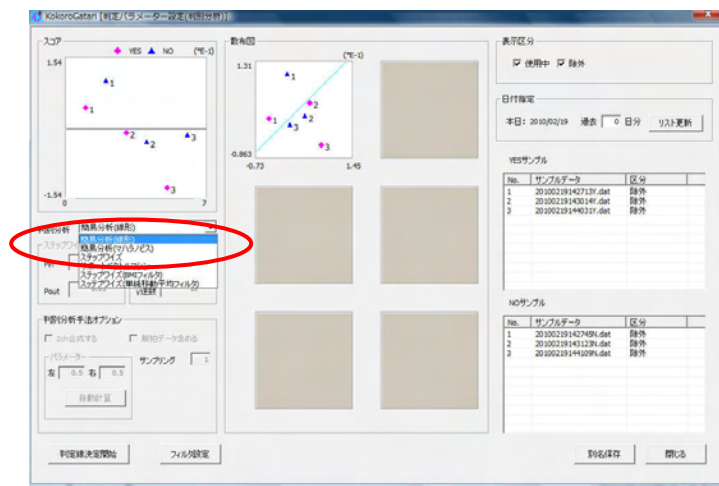 KokoroGatari [判定パラメーター設定(判別分析)]
スコア
YES NO (*E-1)
1.54
1
1
2
2
3
3
-1.54
0 7
散布図
(*E-1)
1.31
1
2
1
2
3
3
-0.863
-0.73 1.45
表示区分
使用中 除外
日付指定
本日: 2010/02/19 過去 0 日分 リスト更新
YESサンプル
No. サンプルデータ 区分
1 20100219142713Y.dat 除外
2 20100219143014Y.dat 除外
3 20100219144031Y.dat 除外
NOサンプル
No. サンプルデータ 区分
1 20100219142745N.dat 除外
2 20100219143123N.dat 除外
3 20100219144109N.dat 除外
判別分析 簡易分析(線形)
簡易分析(線形)
簡易分析(マハラノビス)
ステップワイズ
ステップワイズ(BMIフィルタ)
ステップワイズ(単純移動平均フィルタ)
ステップワイ
Pin
Pout
判別分析手法オプション
2ch合成する 解指データ含める
パラメーター
左 0.5 右 0.5
サンプリング 1
自動計算
判定線決定開始 フィルタ設定
別名保存 閉じる